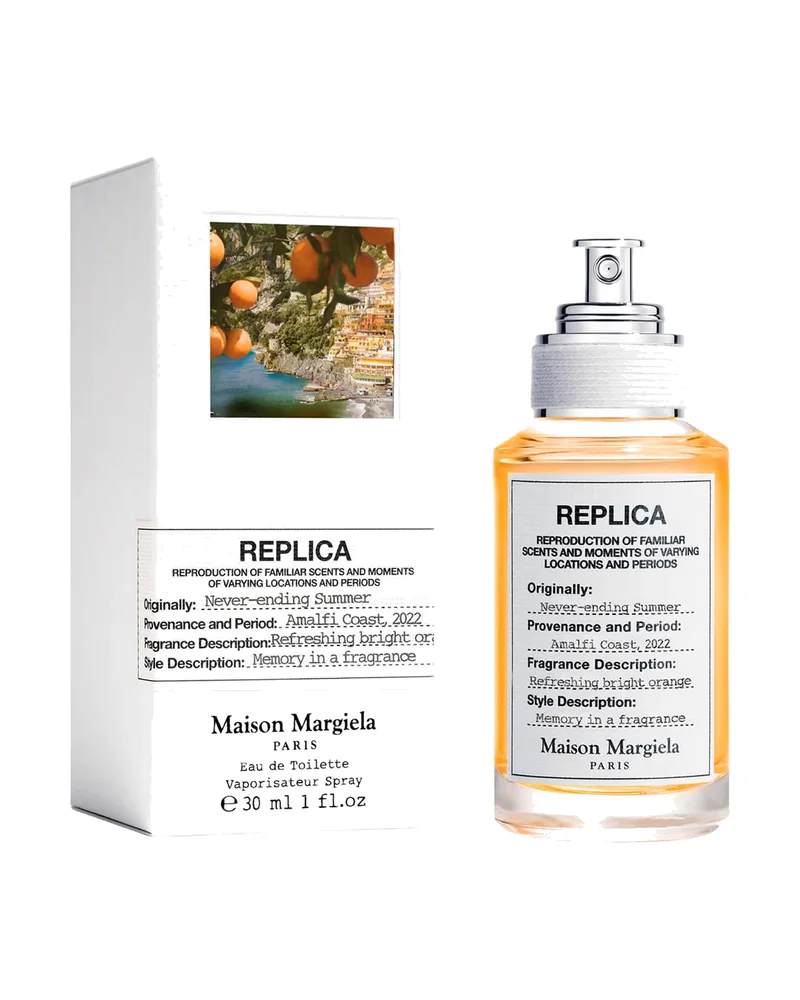 REPLICA
REPRODUCTION OF FAMILIAR SCENTS AND MOMENTS
OF VARYING LOCATIONS AND PERIODS
Originally: Never-ending Summer
Provenance and Period: Amalfi Coast, 2022
Fragrance Description: Refreshing bright ora
Style Description: Memory in a fragrance
Maison Margiela
PARIS
Eau de Toilette
Vaporisateur Spray
℮ 30 ml 1 fl.oz
REPLICA
REPRODUCTION OF FAMILIAR
SCENTS AND MOMENTS OF VARYING
LOCATIONS AND PERIODS
Originally:
Never-ending Summer
Provenance and Period:
Amalfi Coast, 2022
Fragrance Description:
Refreshing bright orange
Style Description:
Memory in a fragrance
Maison Margiela
PARIS